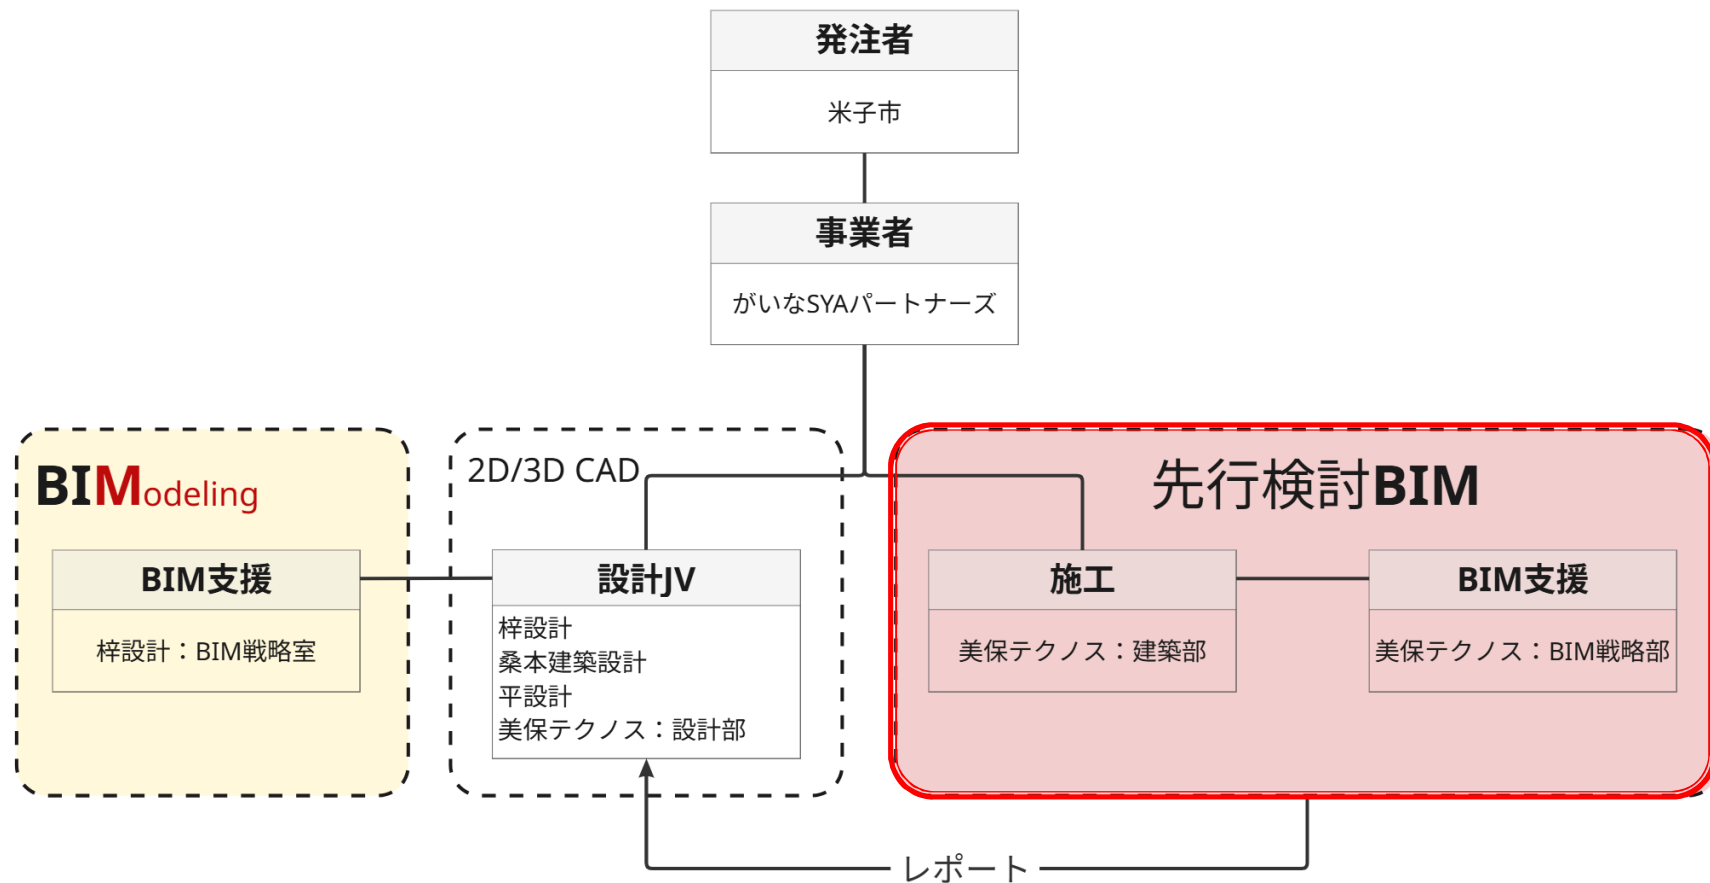 発注者
米子市
事業者
がいなSYAパートナーズ
BIModeling
BIM支援
梓設計：BIM戦略室
2D/3D CAD
設計JV
梓設計
桑本建築設計
平設計
美保テクノス：設計部
先行検討BIM
施工
美保テクノス：建築部
BIM支援
美保テクノス：BIM戦略部
レポート